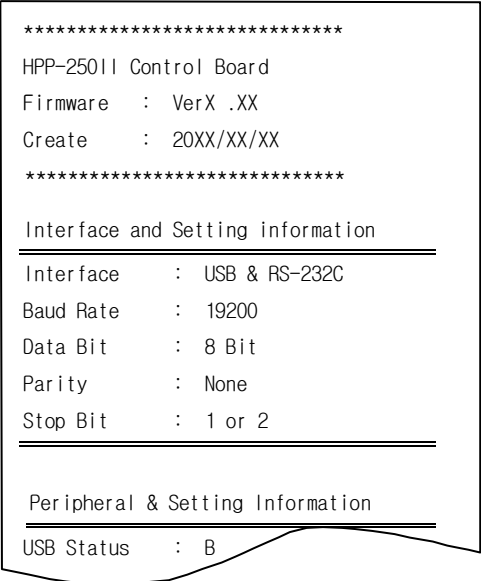 ******************************
HPP-250II Control Board
Firmware : VerX .XX
Create : 20XX/XX/XX
******************************
Interface and Setting information
Interface : USB & RS-232C
Baud Rate : 19200
Data Bit : 8 Bit
Parity : None
Stop Bit : 1 or 2
Peripheral & Setting Information
USB Status : B